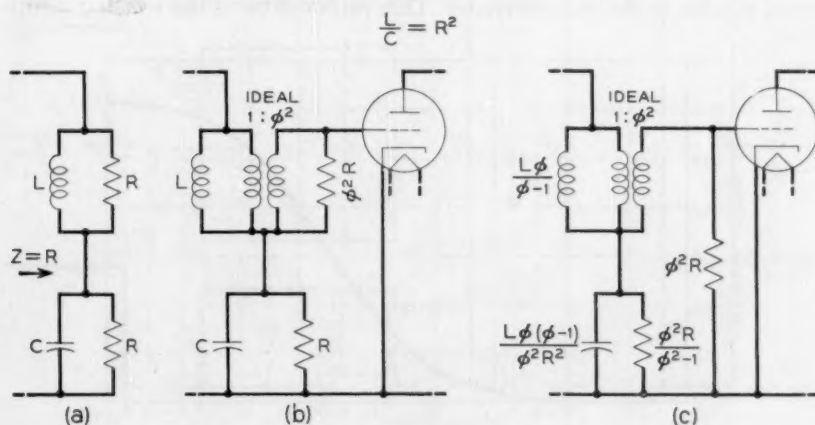 L/C = R²
IDEAL
1:ϕ²
L
R
L
ϕ²R
Z=R
C
R
C
R
(a)
(b)
IDEAL
1:ϕ²
Lϕ/ϕ-1
ϕ²R
Lϕ(ϕ-1)/ϕ²R²
ϕ²R/ϕ²-1
(c)